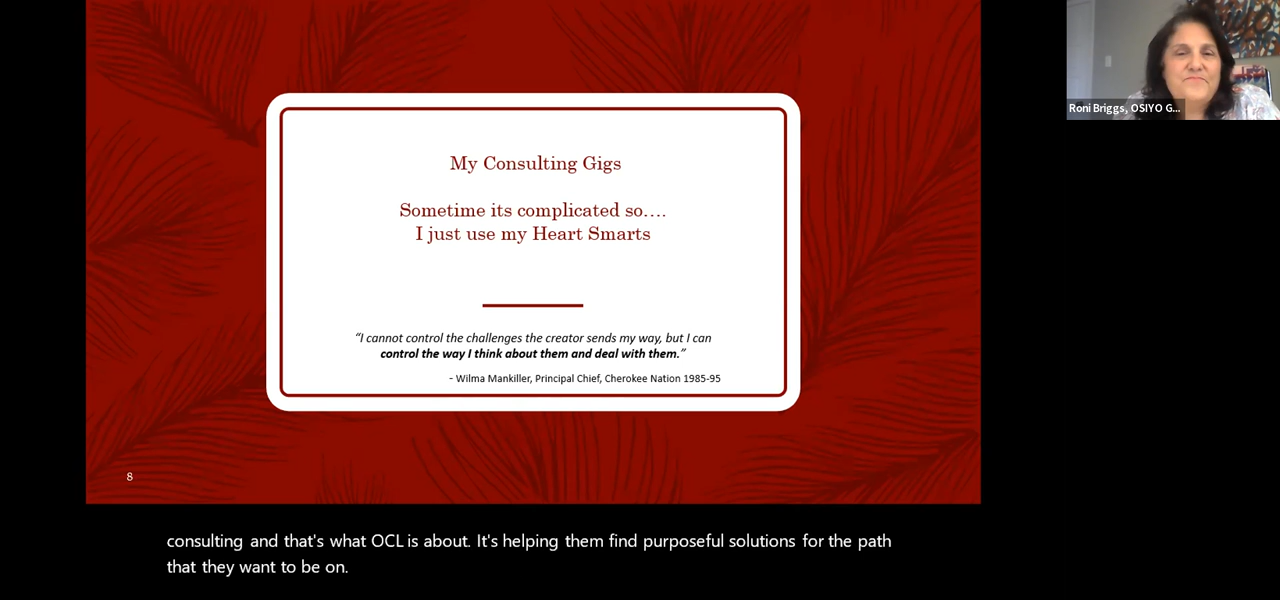 My Consulting Gigs
Sometime its complicated so….
I just use my Heart Smarts
“I cannot control the challenges the creator sends my way, but I can
control the way I think about them and deal with them.”
- Wilma Mankiller, Principal Chief, Cherokee Nation 1985-95
8
Roni Briggs, OSIYO G...
consulting and that's what OCL is about. It's helping them find purposeful solutions for the path
that they want to be on.